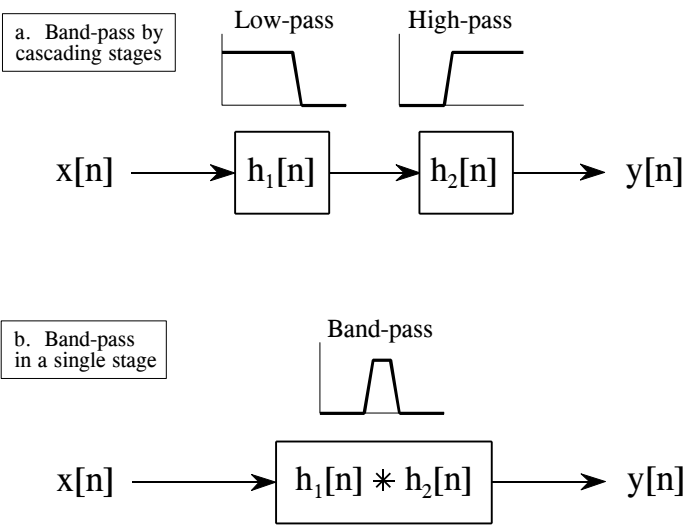 a. Band-pass by
cascading stages
Low-pass
High-pass
x[n]
h₁[n]
h₂[n]
y[n]
b. Band-pass
in a single stage
Band-pass
x[n]
h₁[n] ∗ h₂[n]
y[n]